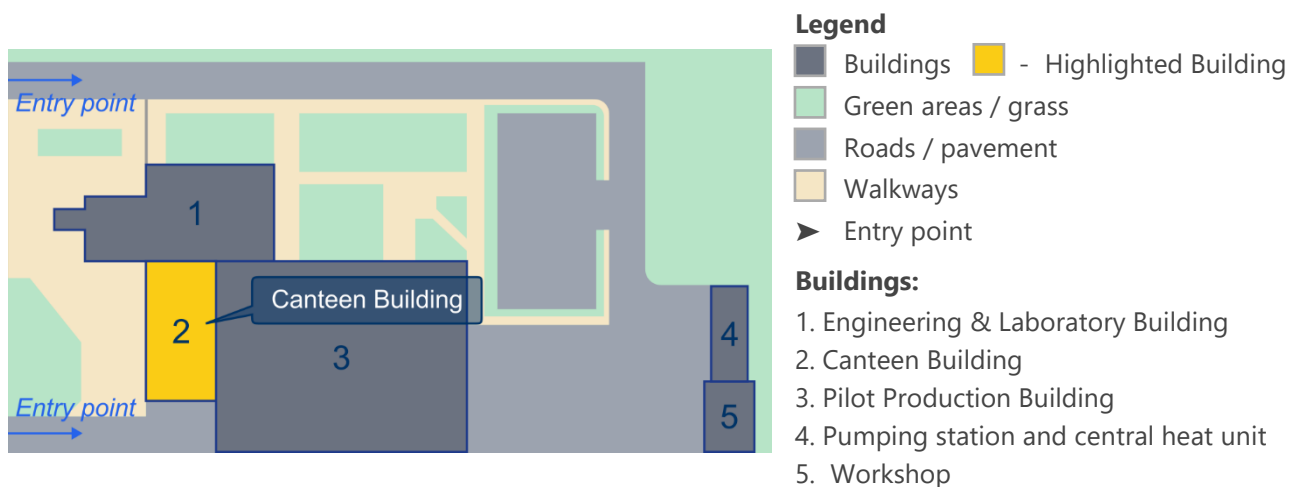 Legend
Buildings - Highlighted Building
Green areas / grass
Roads / pavement
Walkways
Entry point
Buildings:
1. Engineering & Laboratory Building
2. Canteen Building
3. Pilot Production Building
4. Pumping station and central heat unit
5. Workshop
Entry point
1
Canteen Building
2
3
4
Entry point
5